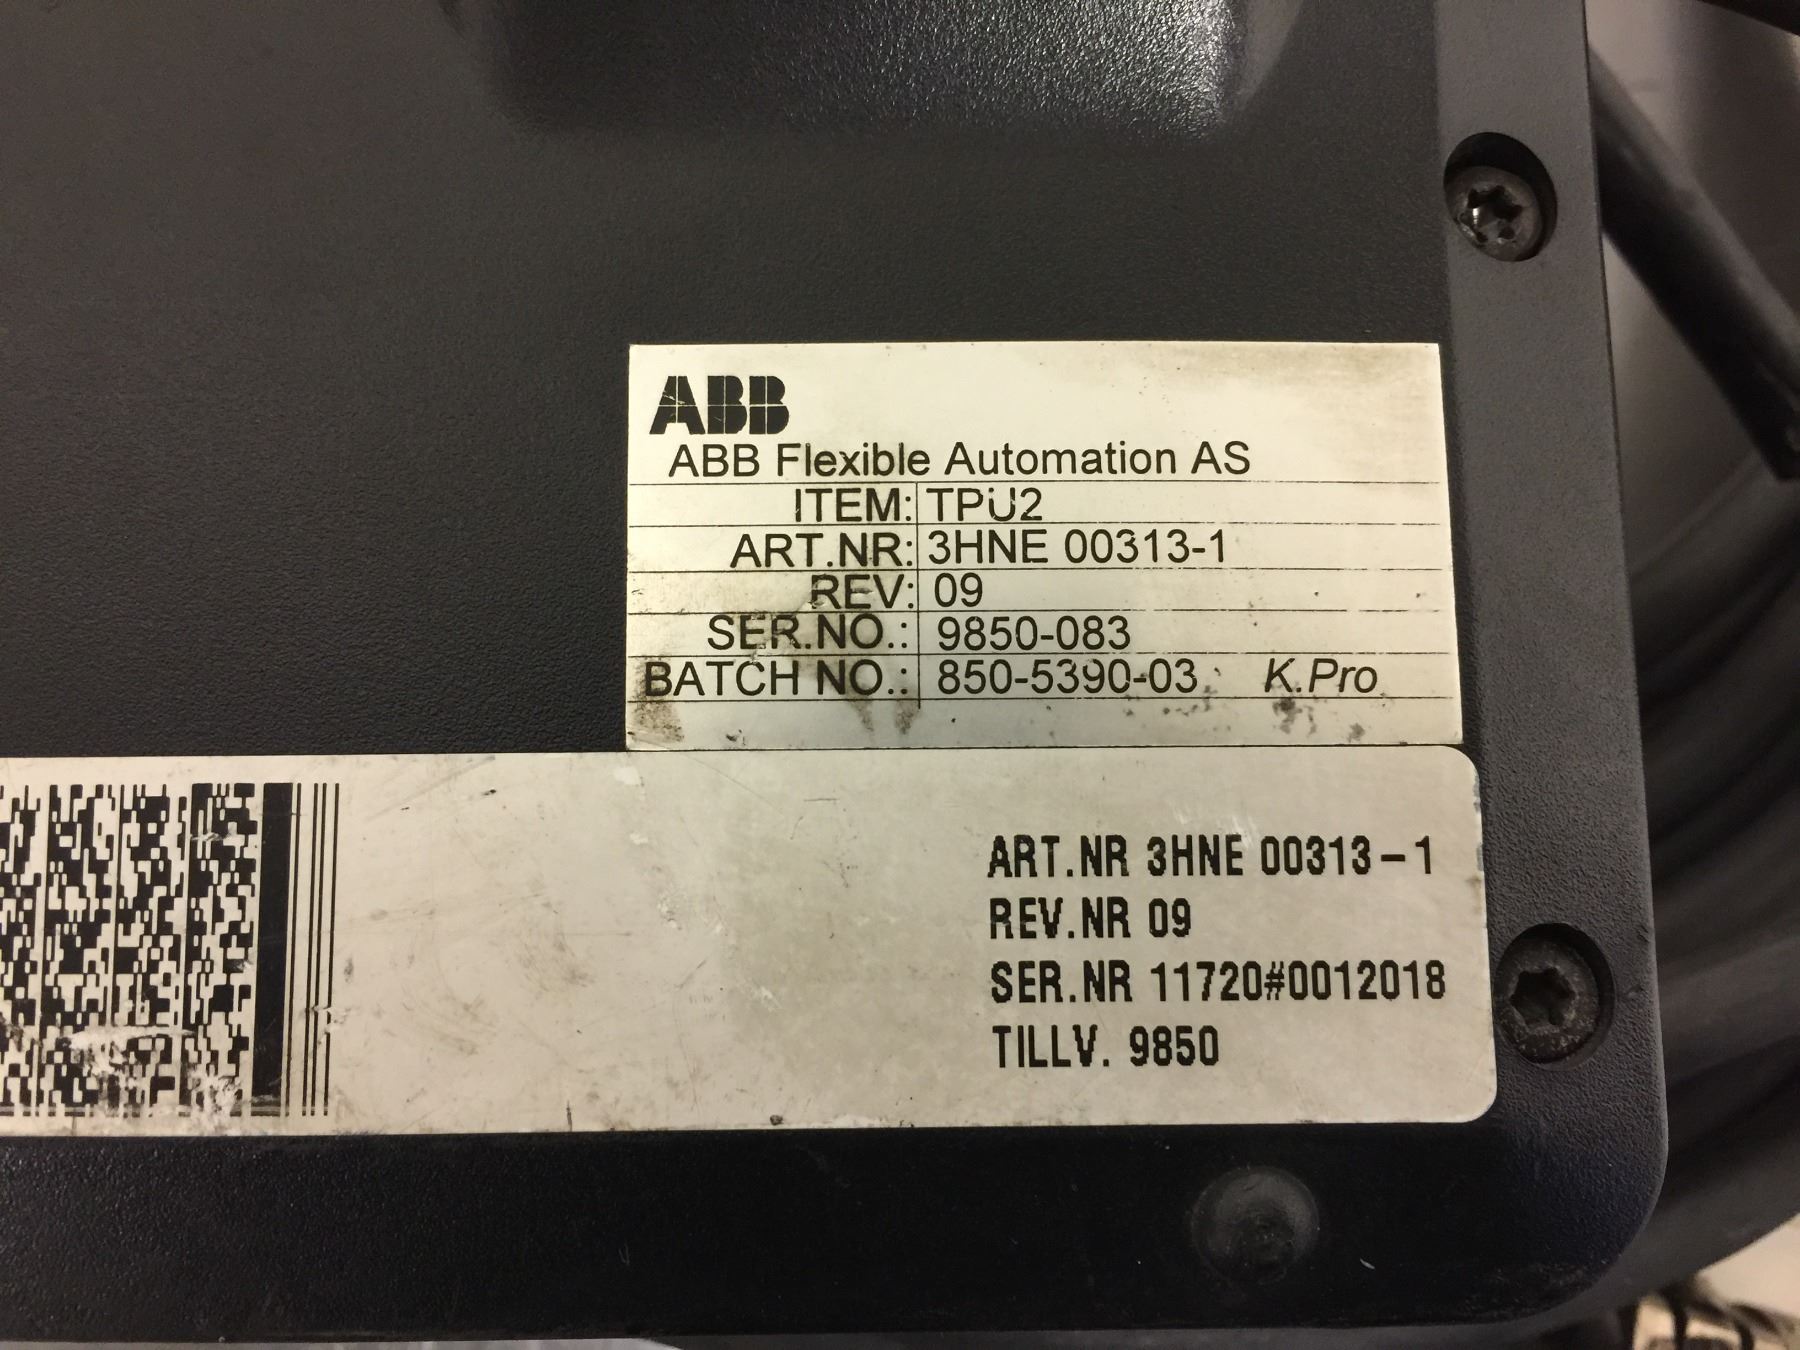 ABB
ABB Flexible Automation AS
ITEM: TPU2
ART.NR: 3HNE 00313-1
REV: 09
SER.NO.: 9850-083
BATCH NO.: 850-5390-03 K.Pro
ART.NR 3HNE 00313-1
REV.NR 09
SER.NR 11720#0012018
TILLV. 9850